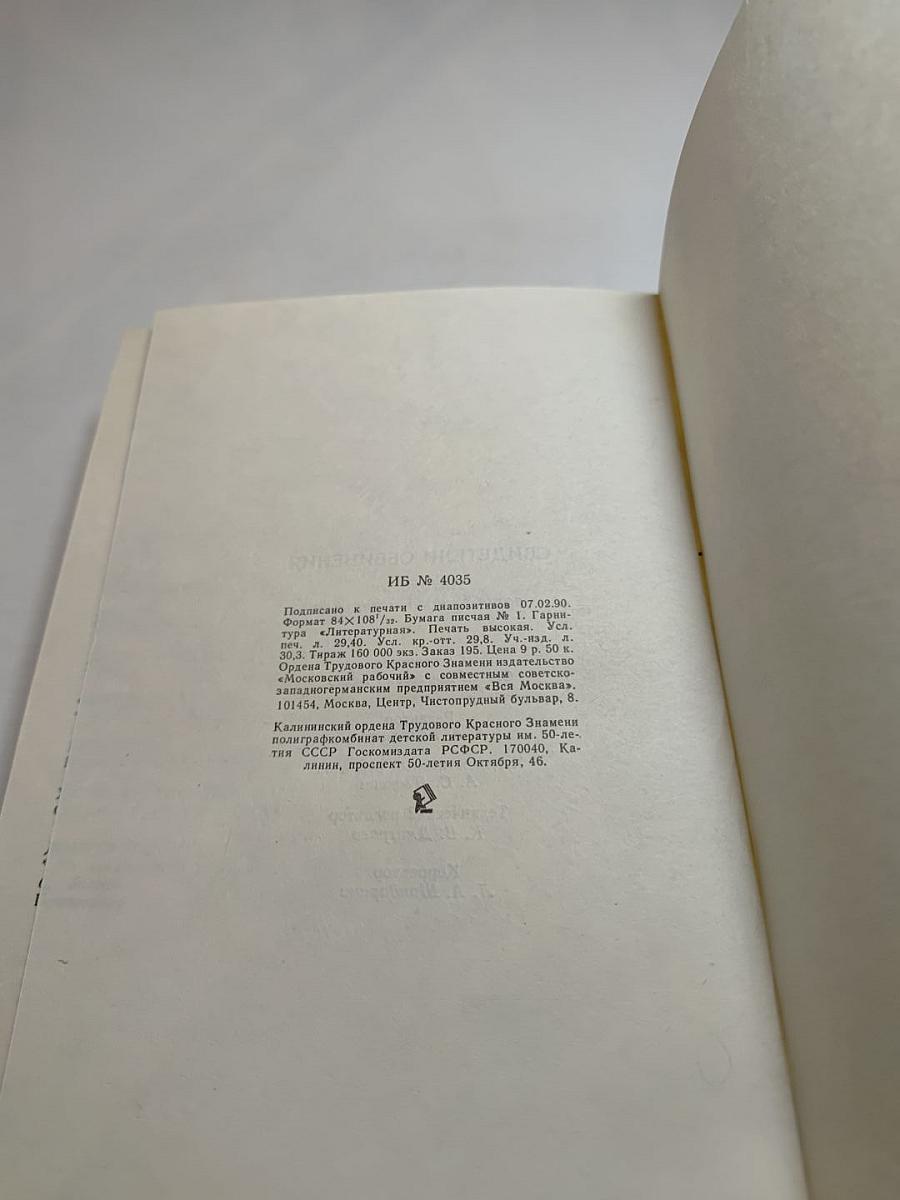 СВИДЕТЕЛИ ОБВИНЕНИЯ
ИБ № 4035
Подписано к печати с диапозитивов 07.02.90.
Формат 84×108¹/₃₂. Бумага писчая № 1. Гарни-
тура «Литературная». Печать высокая. Усл.
печ. л. 29,40. Усл. кр.-отт. 29,8. Уч.-изд. л.
30,3. Тираж 160 000 экз. Заказ 195. Цена 9 р. 50 к.
Ордена Трудового Красного Знамени издательство
«Московский рабочий» с совместным советско-
западногерманским предприятием «Вся Москва».
101454, Москва, Центр, Чистопрудный бульвар, 8.
Калининский ордена Трудового Красного Знамени
полиграфкомбинат детской литературы им. 50-ле-
тия СССР Госкомиздата РСФСР. 170040, Ка-
линин, проспект 50-летия Октября, 46.
Корректор